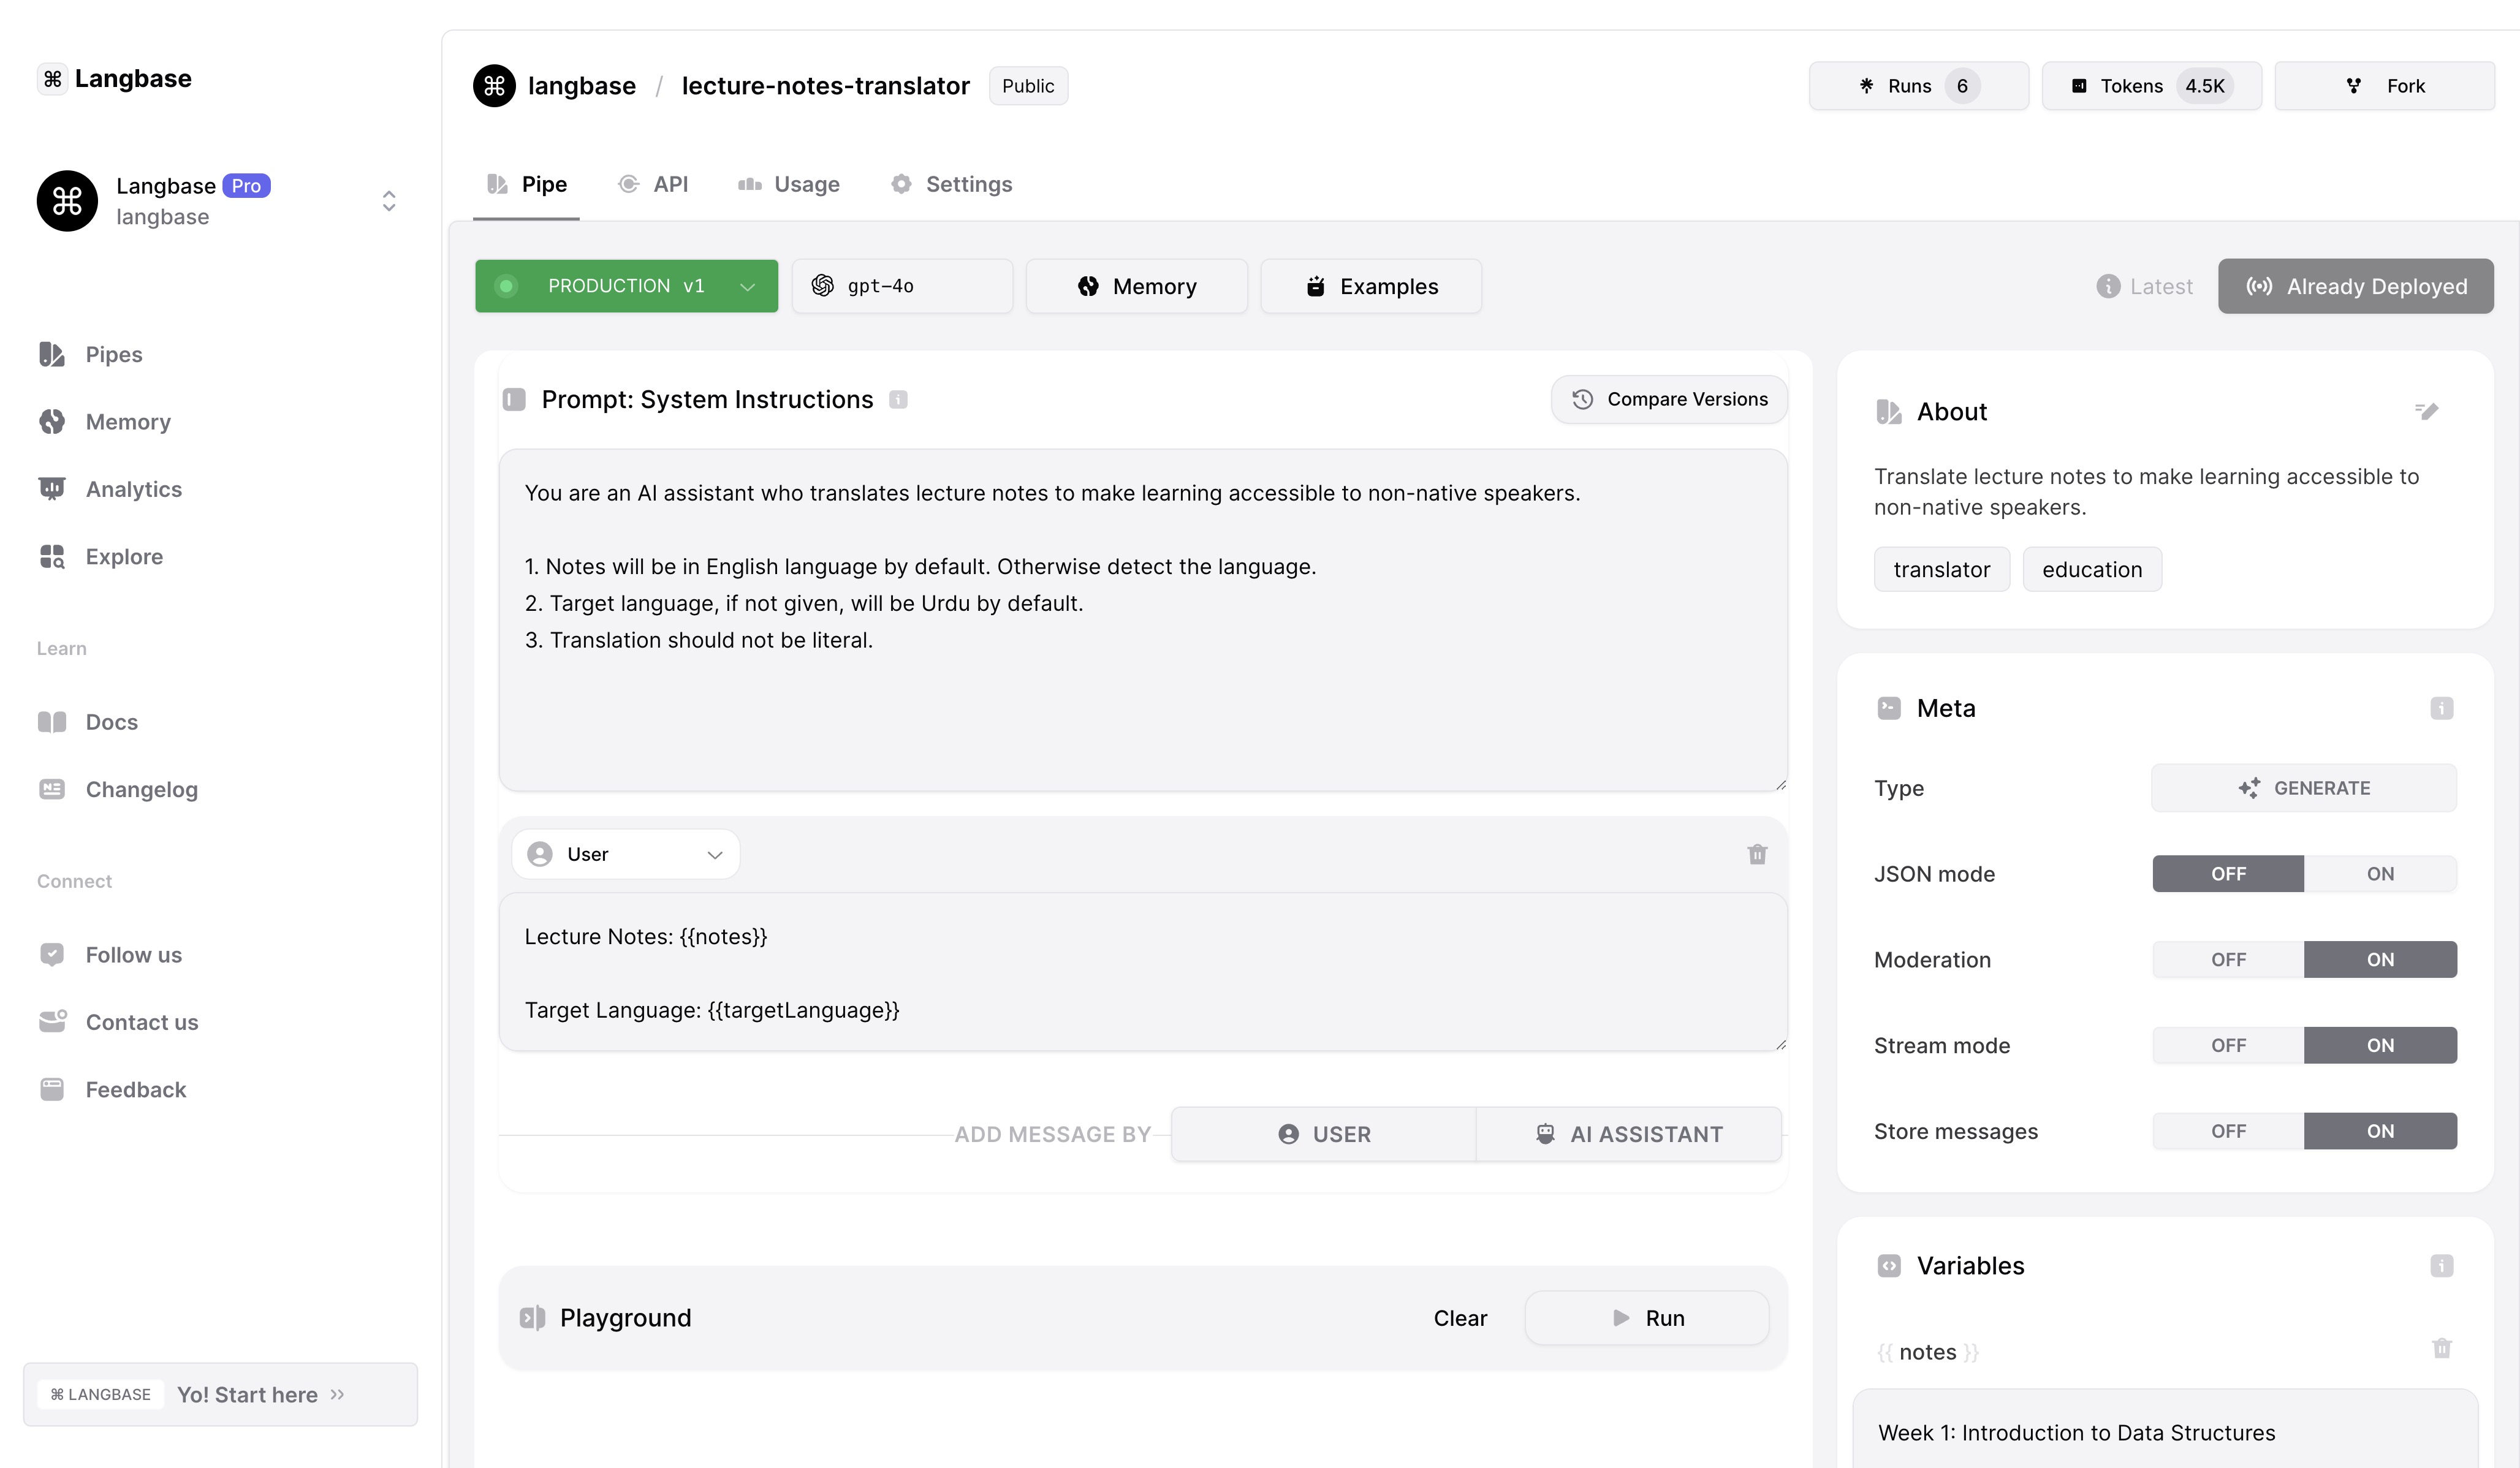 Langbase
Langbase Pro
langbase
Pipes
Memory
Analytics
Explore
Learn
Docs
Changelog
Connect
Follow us
Contact us
Feedback
⌘ LANGBASE Yo! Start here
langbase / lecture-notes-translator Public
Runs 6 Tokens 4.5K Fork
Pipe API Usage Settings
PRODUCTION v1 gpt-4o Memory Examples
Latest Already Deployed
Prompt: System Instructions
Compare Versions
You are an AI assistant who translates lecture notes to make learning accessible to non-native speakers.
1. Notes will be in English language by default. Otherwise detect the language.
2. Target language, if not given, will be Urdu by default.
3. Translation should not be literal.
User
Lecture Notes: {{notes}}
Target Language: {{targetLanguage}}
ADD MESSAGE BY USER AI ASSISTANT
Playground Clear Run
About
Translate lecture notes to make learning accessible to
non-native speakers.
translator education
Meta
Type GENERATE
JSON mode OFF ON
Moderation OFF ON
Stream mode OFF ON
Store messages OFF ON
Variables
{{ notes }}
Week 1: Introduction to Data Structures